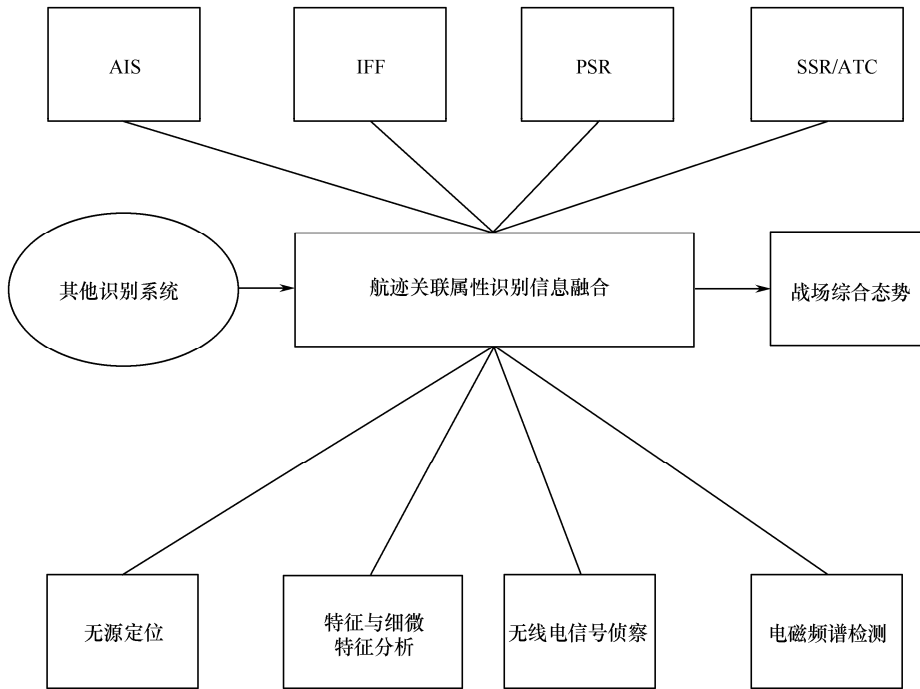 AIS
IFF
PSR
SSR/ATC
其他识别系统
航迹关联属性识别信息融合
战场综合态势
无源定位
特征与细微
特征分析
无线电信号侦察
电磁频谱检测